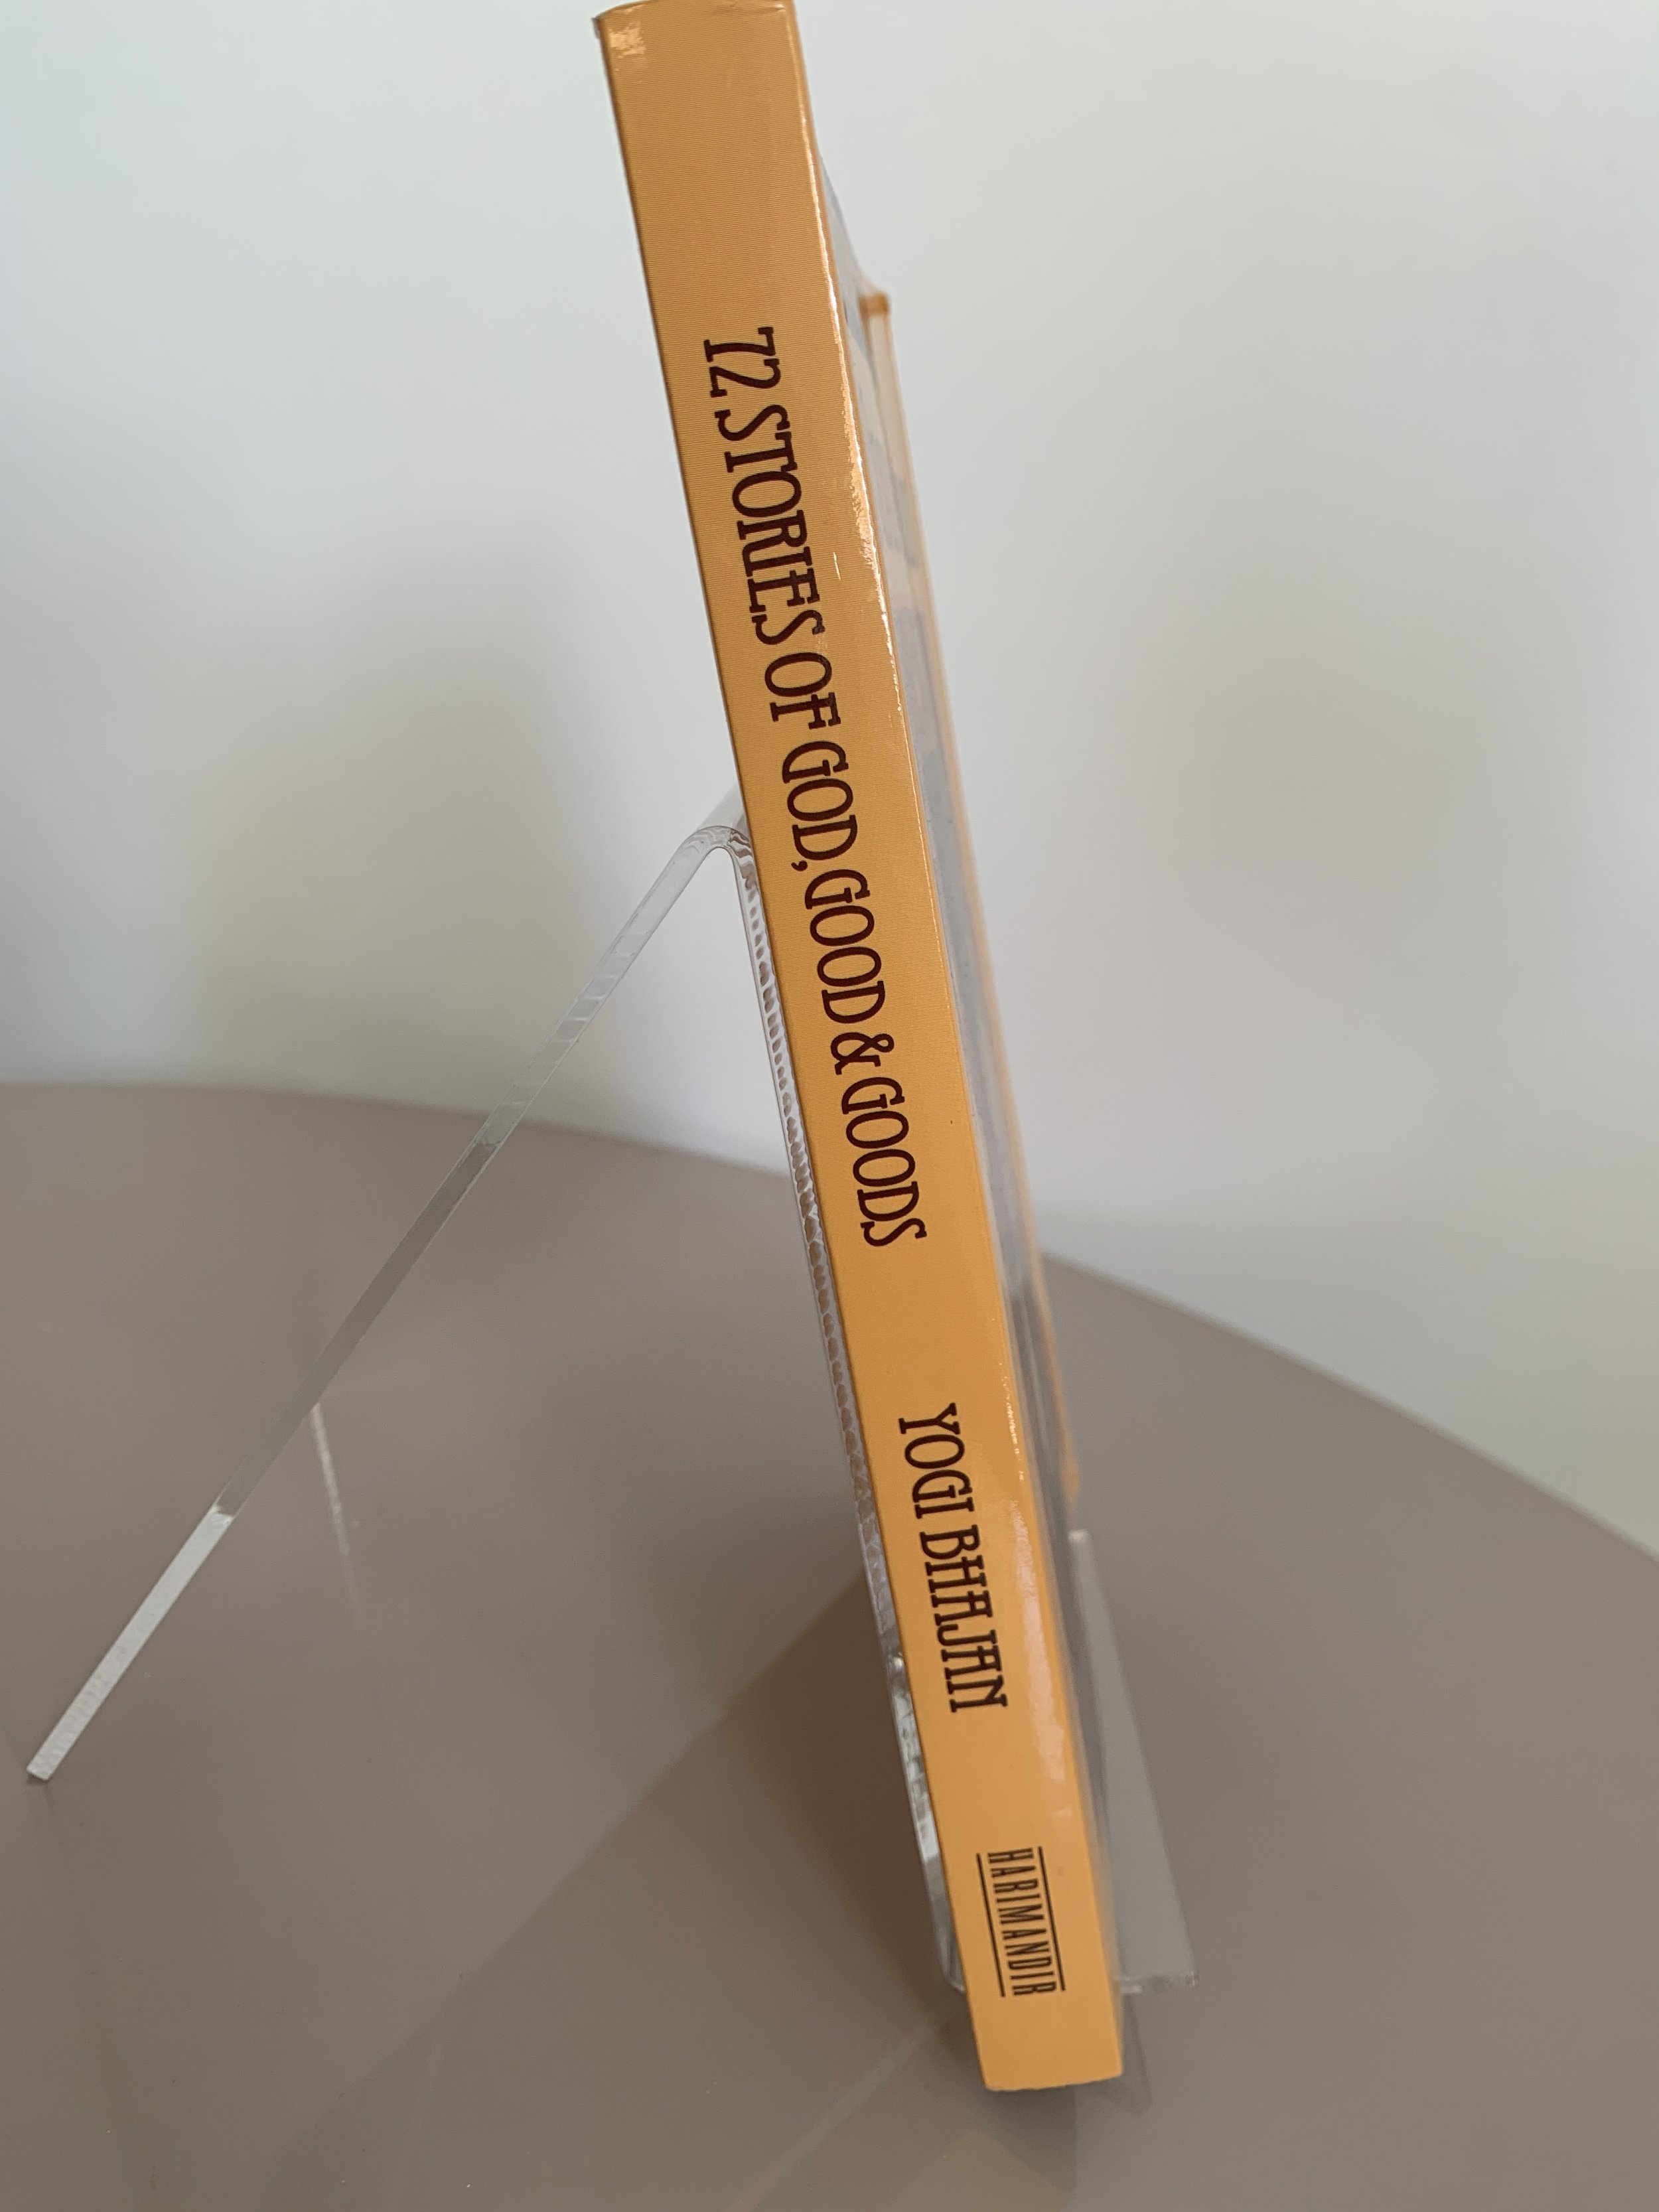 72 STORIES OF GOD, GOOD & GOODS
YOGI BHAJAN
HARIMANDIR